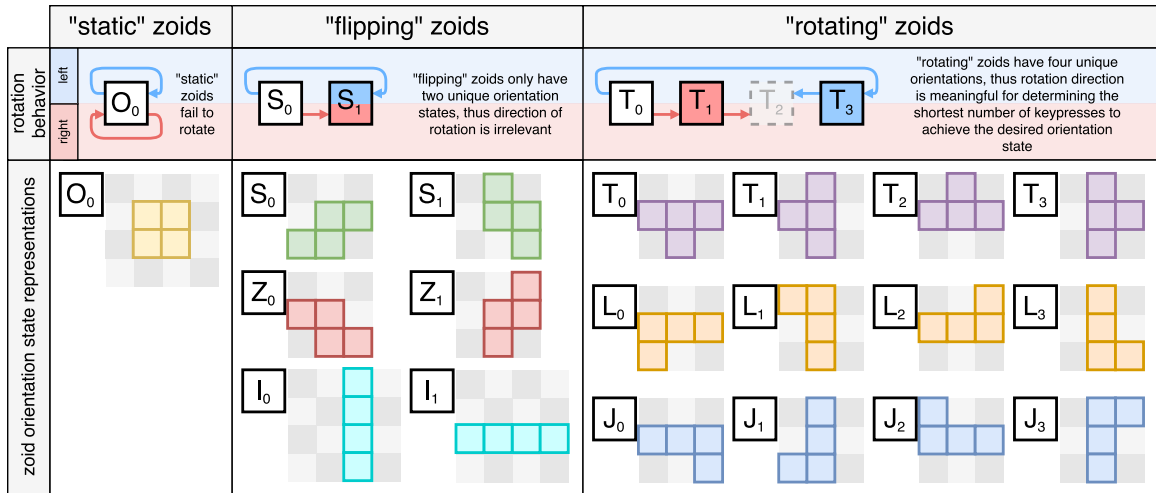 "static" zoids
"flipping" zoids
"rotating" zoids
rotation
behavior
left
right
O0
"static"
zoids
fail to
rotate
S0
S1
"flipping" zoids only have
two unique orientation
states, thus direction of
rotation is irrelevant
T0
T1
T2
T3
"rotating" zoids have four unique
orientations, thus rotation direction
is meaningful for determining the
shortest number of keypresses to
achieve the desired orientation
state
zoid orientation state representations
O0
S0
S1
T0
T1
T2
T3
Z0
Z1
L0
L1
L2
L3
I0
I1
J0
J1
J2
J3